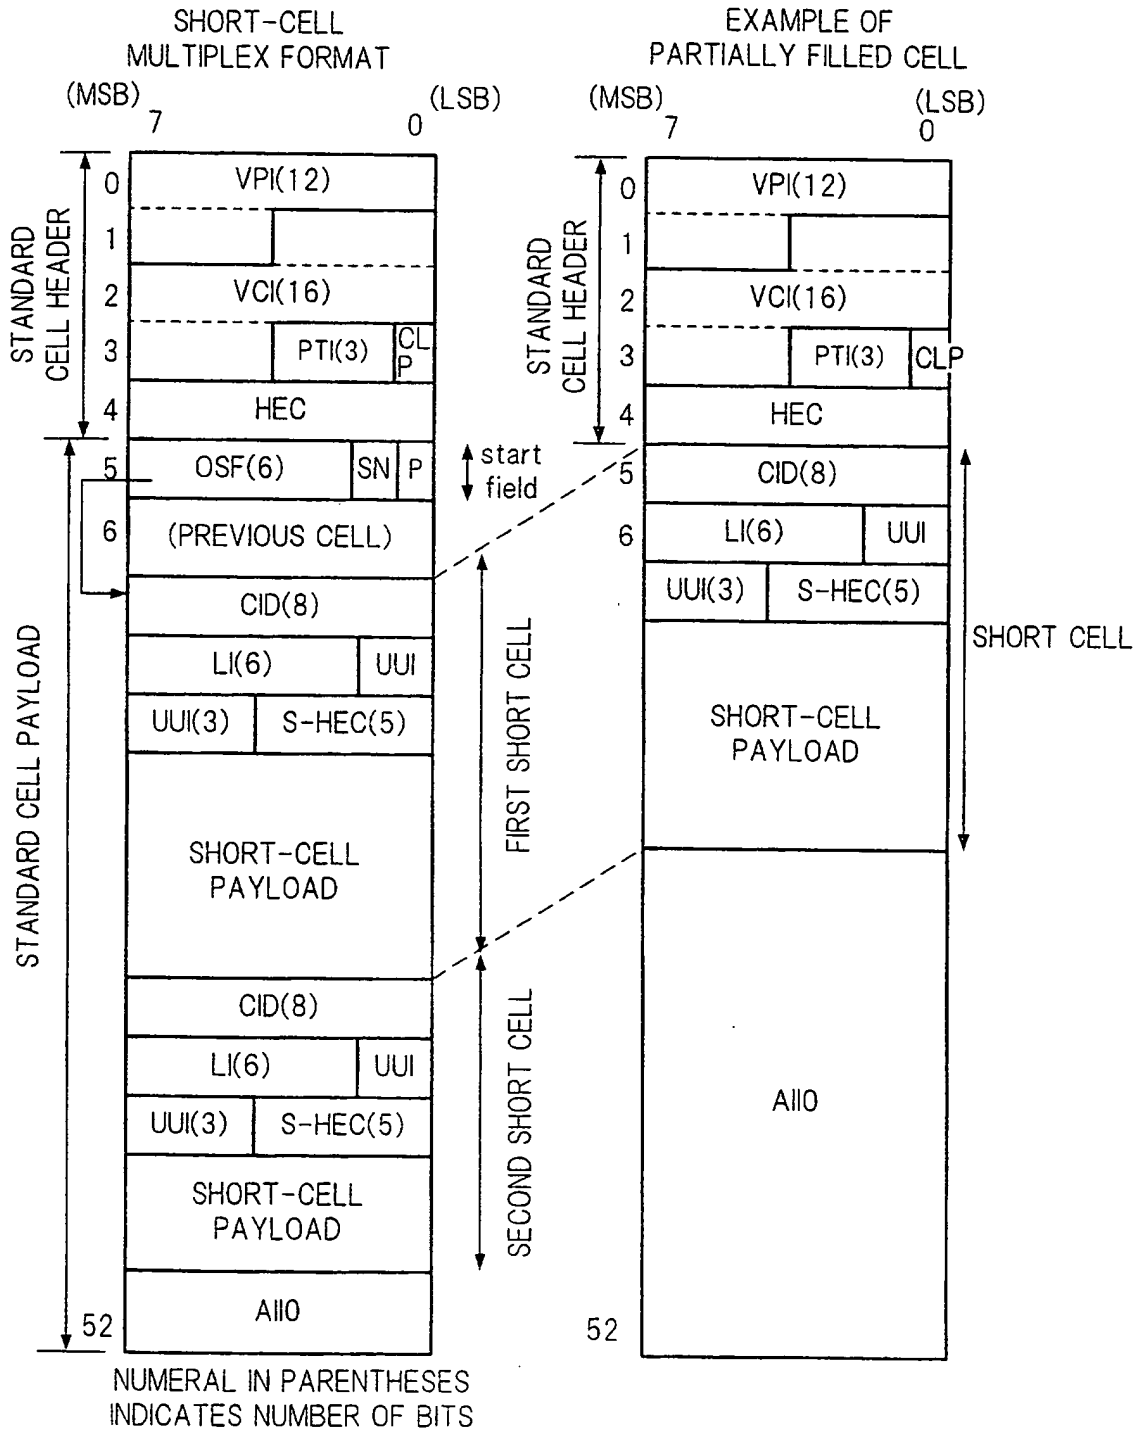 SHORT-CELL
MULTIPLEX FORMAT
(MSB)
7
(LSB)
0
STANDARD
CELL HEADER
0
VPI(12)
1
2
VCI(16)
3
PTI(3)
CL
P
4
HEC
STANDARD CELL PAYLOAD
5
OSF(6)
SN
P
start
field
6
(PREVIOUS CELL)
CID(8)
LI(6)
UUI
UUI(3)
S-HEC(5)
SHORT-CELL
PAYLOAD
FIRST SHORT CELL
CID(8)
LI(6)
UUI
UUI(3)
S-HEC(5)
SHORT-CELL
PAYLOAD
SECOND SHORT CELL
All0
52
NUMERAL IN PARENTHESES
INDICATES NUMBER OF BITS
EXAMPLE OF
PARTIALLY FILLED CELL
(MSB)
7
(LSB)
0
STANDARD
CELL HEADER
0
VPI(12)
1
2
VCI(16)
3
PTI(3)
CLP
4
HEC
5
CID(8)
6
LI(6)
UUI
UUI(3)
S-HEC(5)
SHORT CELL
SHORT-CELL
PAYLOAD
All0
52